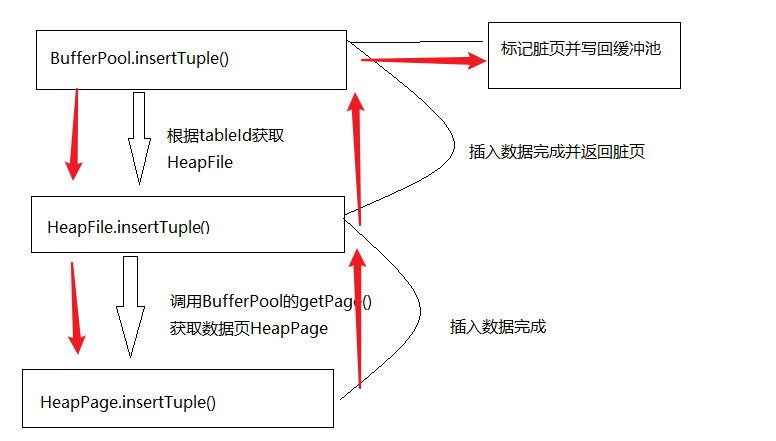 BufferPool.insertTuple()
标记脏页并写回缓冲池
根据tableId获取
HeapFile
插入数据完成并返回脏页
HeapFile.insertTuple()
调用BufferPool的getPage()
获取数据页HeapPage
插入数据完成
HeapPage.insertTuple()